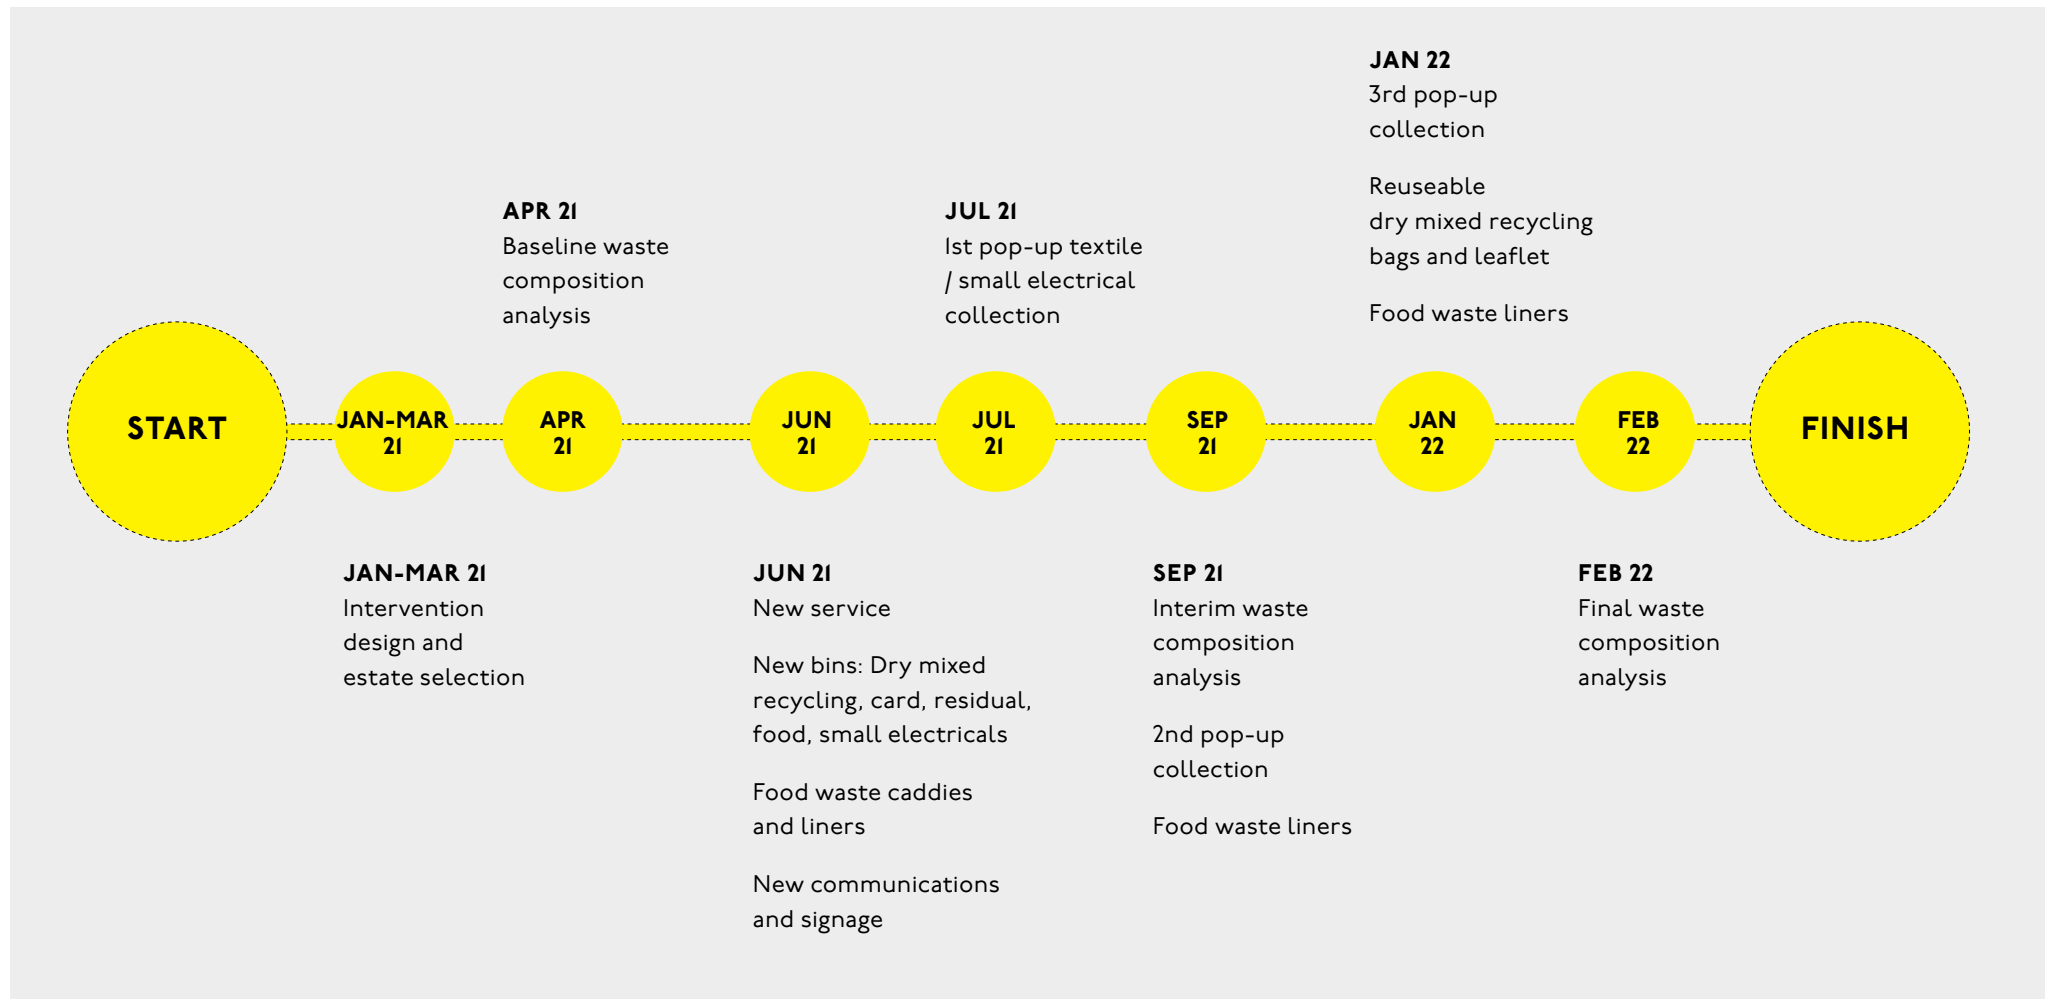 JAN 22
3rd pop-up
collection
Reuseable
dry mixed recycling
bags and leaflet
Food waste liners
APR 21
Baseline waste
composition
analysis
JUL 21
1st pop-up textile
/ small electrical
collection
START
JAN-MAR
21
APR
21
JUN
21
JUL
21
SEP
21
JAN
22
FEB
22
FINISH
JAN-MAR 21
Intervention
design and
estate selection
JUN 21
New service
New bins: Dry mixed
recycling, card, residual,
food, small electricals
Food waste caddies
and liners
New communications
and signage
SEP 21
Interim waste
composition
analysis
2nd pop-up
collection
Food waste liners
FEB 22
Final waste
composition
analysis